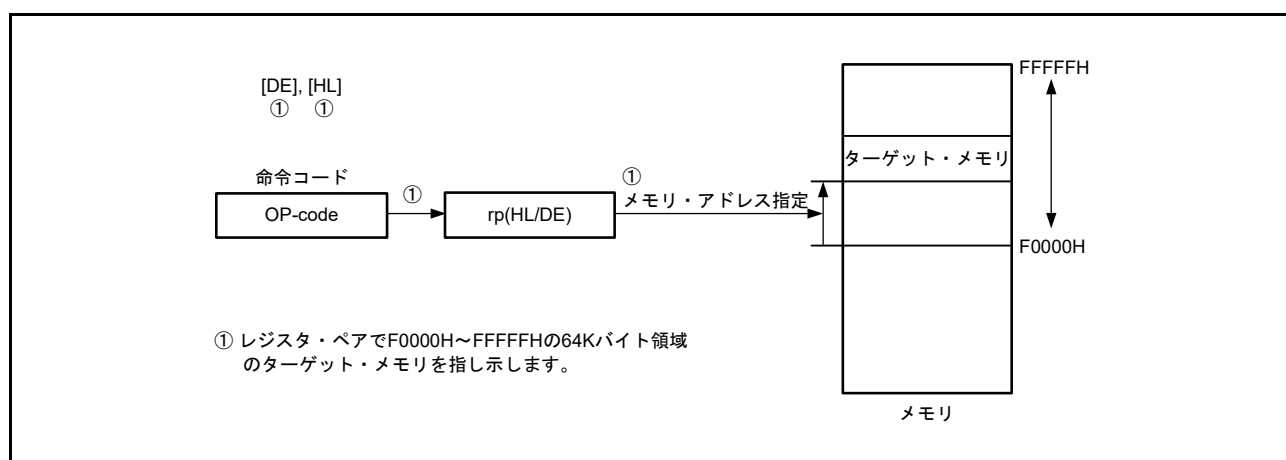 [DE], [HL]
① ①
命令コード
OP-code
①
rp(HL/DE)
①
メモリ・アドレス指定
FFFFFH
ターゲット・メモリ
F0000H
メモリ
① レジスタ・ペアでF0000H～FFFFFHの64Kバイト領域
のターゲット・メモリを指し示します。